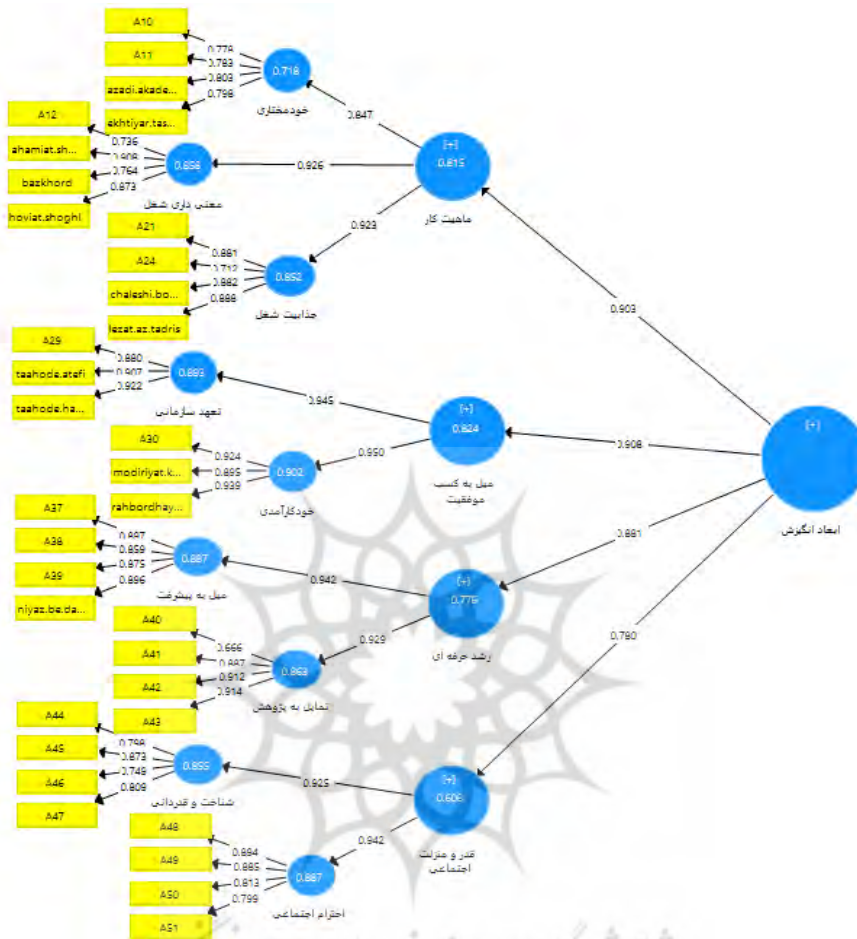 A10
0.778
A11
0.783
azadi.akade...
0.803
ekhtiyar.tas...
0.798
0.718
خودمختاری
0.847
A12
0.736
ahamiat.sh...
0.908
bazkhord
0.764
hoviat.shoghl
0.873
0.858
معنی داری شغل
0.926
[+]
0.815
ماهیت کار
A21
0.881
A24
0.712
chaleshi.bo...
0.882
lezat.az.tadris
0.888
0.852
جذابیت شغل
0.923
0.903
A29
0.880
taahode.atefi
0.907
taahode.ha...
0.922
0.893
تعهد سازمانی
0.945
[+]
0.824
میل به کسب
موفقیت
0.908
[+]
ابعاد انگیزش
A30
0.924
modiriyat.k...
0.895
rahbordhay...
0.939
0.902
خودکارآمدی
0.950
A37
0.897
A38
0.859
A39
0.875
niyaz.be.da...
0.896
0.887
میل به پیشرفت
0.942
[+]
0.776
رشد حرفه ای
0.881
A40
0.666
A41
0.887
A42
0.912
A43
0.914
0.863
تمایل به پژوهش
0.929
A44
0.798
A45
0.873
A46
0.749
A47
0.809
0.855
شناخت و قدردانی
0.925
[+]
0.606
قدر و منزلت
اجتماعی
0.780
A48
0.894
A49
0.885
A50
0.813
A51
0.799
0.887
احترام اجتماعی
0.942